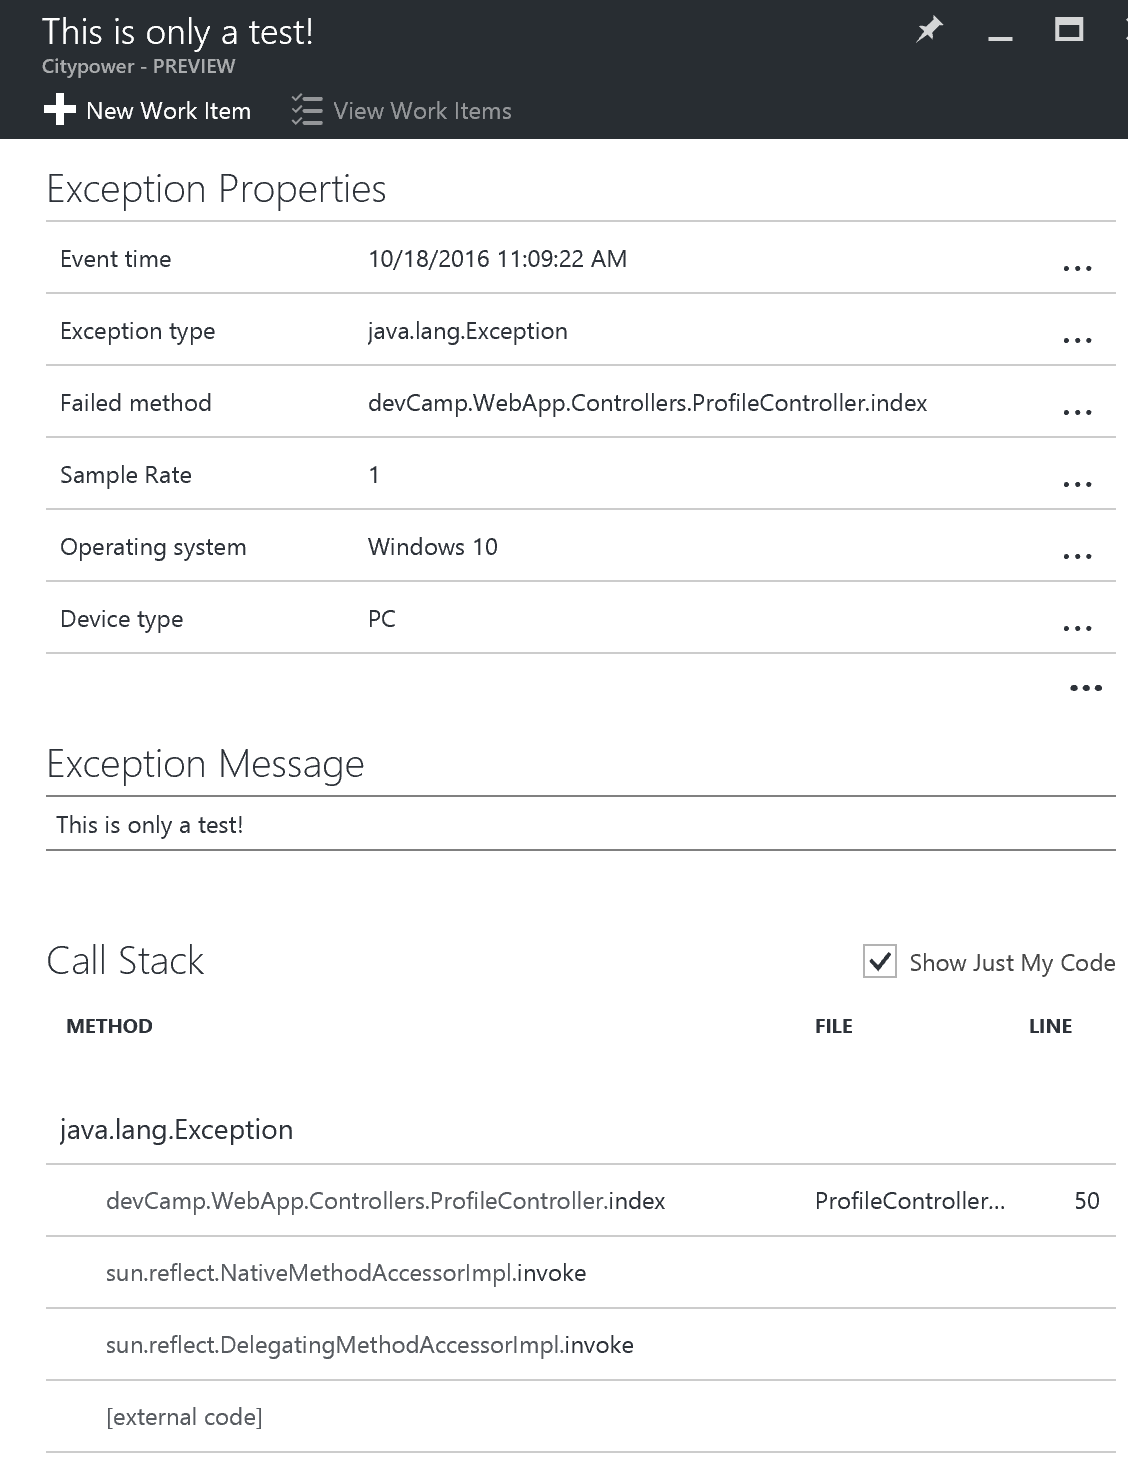 This is only a test!
Citypower - PREVIEW
New Work Item View Work Items
Exception Properties
Event time 10/18/2016 11:09:22 AM ...
Exception type java.lang.Exception ...
Failed method devCamp.WebApp.Controllers.ProfileController.index ...
Sample Rate 1 ...
Operating system Windows 10 ...
Device type PC ...
...
Exception Message
This is only a test!
Call Stack Show Just My Code
METHOD FILE LINE
java.lang.Exception
devCamp.WebApp.Controllers.ProfileController.index ProfileController... 50
sun.reflect.NativeMethodAccessorImpl.invoke
sun.reflect.DelegatingMethodAccessorImpl.invoke
[external code]